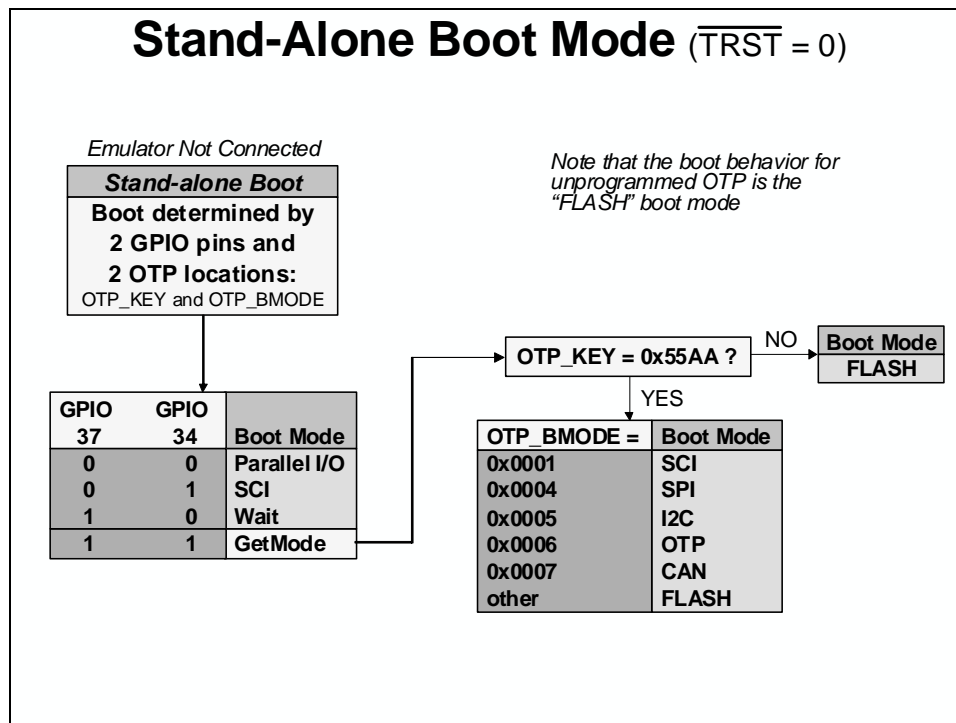 Stand-Alone Boot Mode (TRST = 0)
Emulator Not Connected
Stand-alone Boot
Boot determined by
2 GPIO pins and
2 OTP locations:
OTP_KEY and OTP_BMODE
Note that the boot behavior for
unprogrammed OTP is the
“FLASH” boot mode
GPIO GPIO
37 34 Boot Mode
0 0 Parallel I/O
0 1 SCI
1 0 Wait
1 1 GetMode
OTP_KEY = 0x55AA ?
NO
Boot Mode
FLASH
YES
OTP_BMODE = Boot Mode
0x0001 SCI
0x0004 SPI
0x0005 I2C
0x0006 OTP
0x0007 CAN
other FLASH